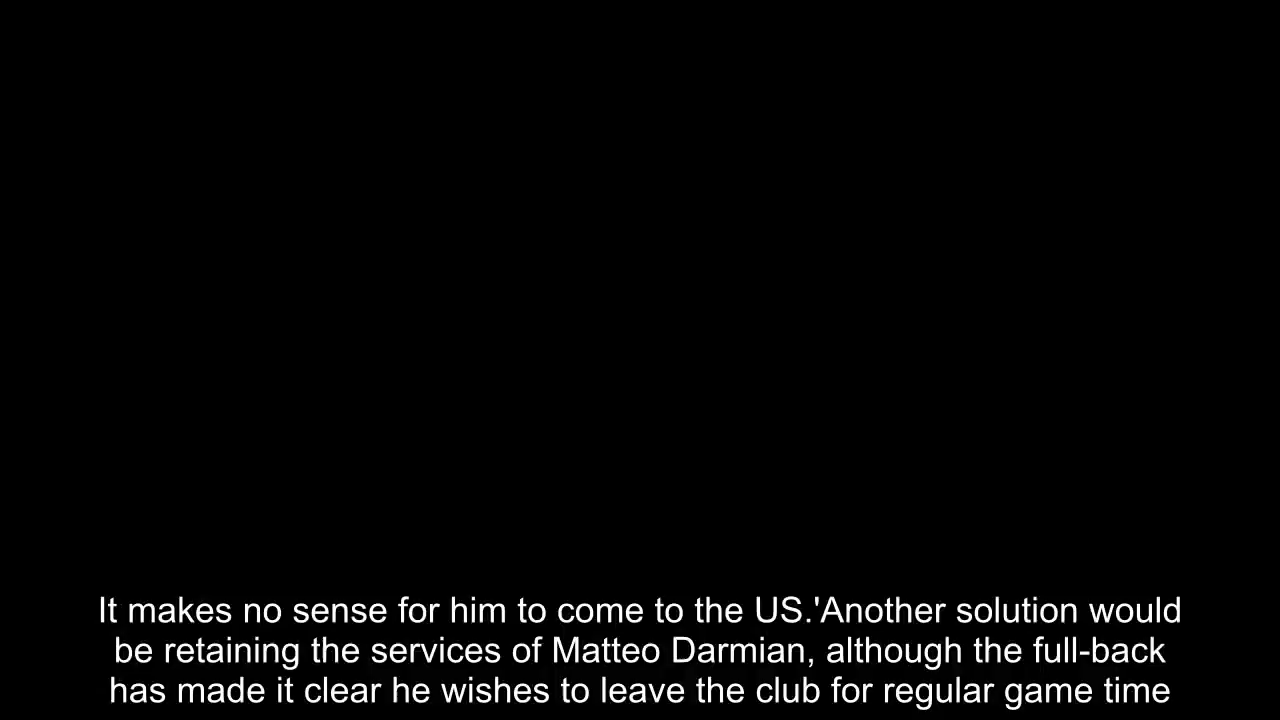 It makes no sense for him to come to the US.'Another solution would
be retaining the services of Matteo Darmian, although the full-back
has made it clear he wishes to leave the club for regular game time